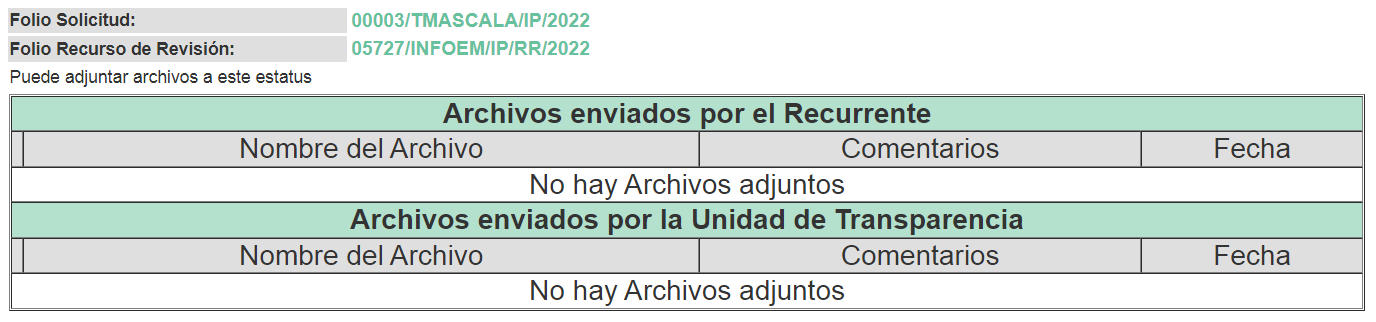 Folio Solicitud: 00003/TMASCALA/IP/2022
Folio Recurso de Revisión: 05727/INFOEM/IP/RR/2022
Puede adjuntar archivos a este estatus
Archivos enviados por el Recurrente
Nombre del Archivo Comentarios Fecha
No hay Archivos adjuntos
Archivos enviados por la Unidad de Transparencia
Nombre del Archivo Comentarios Fecha
No hay Archivos adjuntos